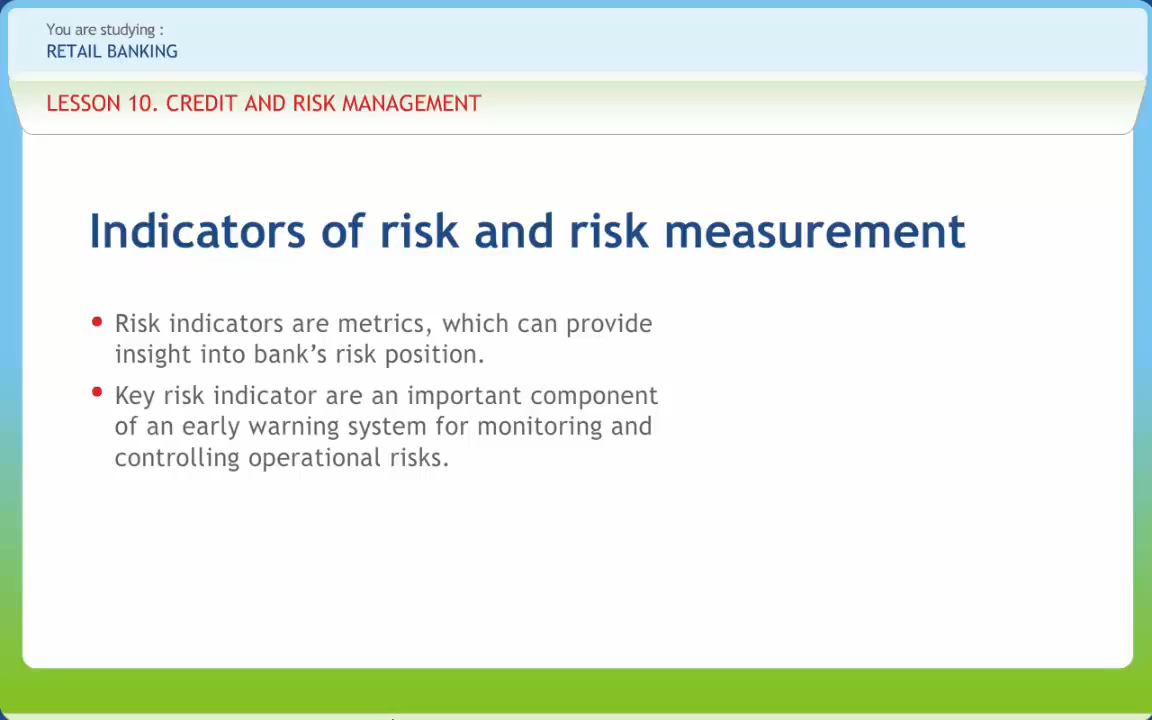 You are studying :
RETAIL BANKING
LESSON 10. CREDIT AND RISK MANAGEMENT
Indicators of risk and risk measurement
• Risk indicators are metrics, which can provide
insight into bank’s risk position.
• Key risk indicator are an important component
of an early warning system for monitoring and
controlling operational risks.